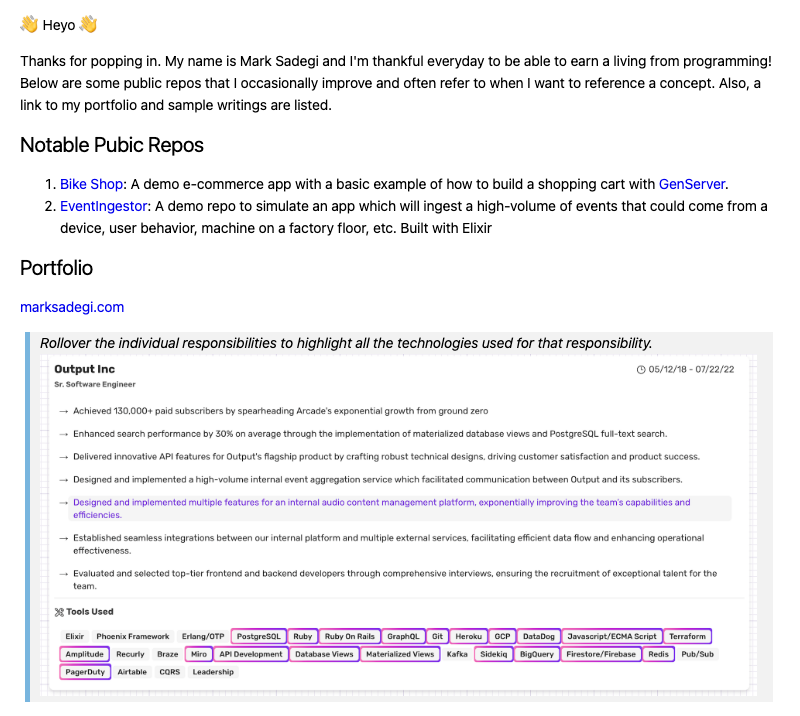 👋 Heyo 👋
Thanks for popping in. My name is Mark Sadegi and I'm thankful everyday to be able to earn a living from programming!
Below are some public repos that I occasionally improve and often refer to when I want to reference a concept. Also, a
link to my portfolio and sample writings are listed.
Notable Pubic Repos
1. Bike Shop: A demo e-commerce app with a basic example of how to build a shopping cart with GenServer.
2. EventIngestor: A demo repo to simulate an app which will ingest a high-volume of events that could come from a
device, user behavior, machine on a factory floor, etc. Built with Elixir
Portfolio
marksadegi.com
Rollover the individual responsibilities to highlight all the technologies used for that responsibility.
Output Inc 05/12/18 - 07/22/22
Sr. Software Engineer
→ Achieved 130,000+ paid subscribers by spearheading Arcade's exponential growth from ground zero
→ Enhanced search performance by 30% on average through the implementation of materialized database views and PostgreSQL full-text search.
→ Delivered innovative API features for Output's flagship product by crafting robust technical designs, driving customer satisfaction and product success.
→ Designed and implemented a high-volume internal event aggregation service which facilitated communication between Output and its subscribers.
→ Designed and implemented multiple features for an internal audio content management platform, exponentially improving the team's capabilities and
efficiencies.
→ Established seamless integrations between our internal platform and multiple external services, facilitating efficient data flow and enhancing operational
effectiveness.
→ Evaluated and selected top-tier frontend and backend developers through comprehensive interviews, ensuring the recruitment of exceptional talent for the
team.
Tools Used
Elixir Phoenix Framework Erlang/OTP PostgreSQL Ruby Ruby On Rails GraphQL Git Heroku GCP DataDog Javascript/ECMA Script Terraform
Amplitude Recurly Braze Miro API Development Database Views Materialized Views Kafka Sidekiq BigQuery Firestore/Firebase Redis Pub/Sub
PagerDuty Airtable CQRS Leadership